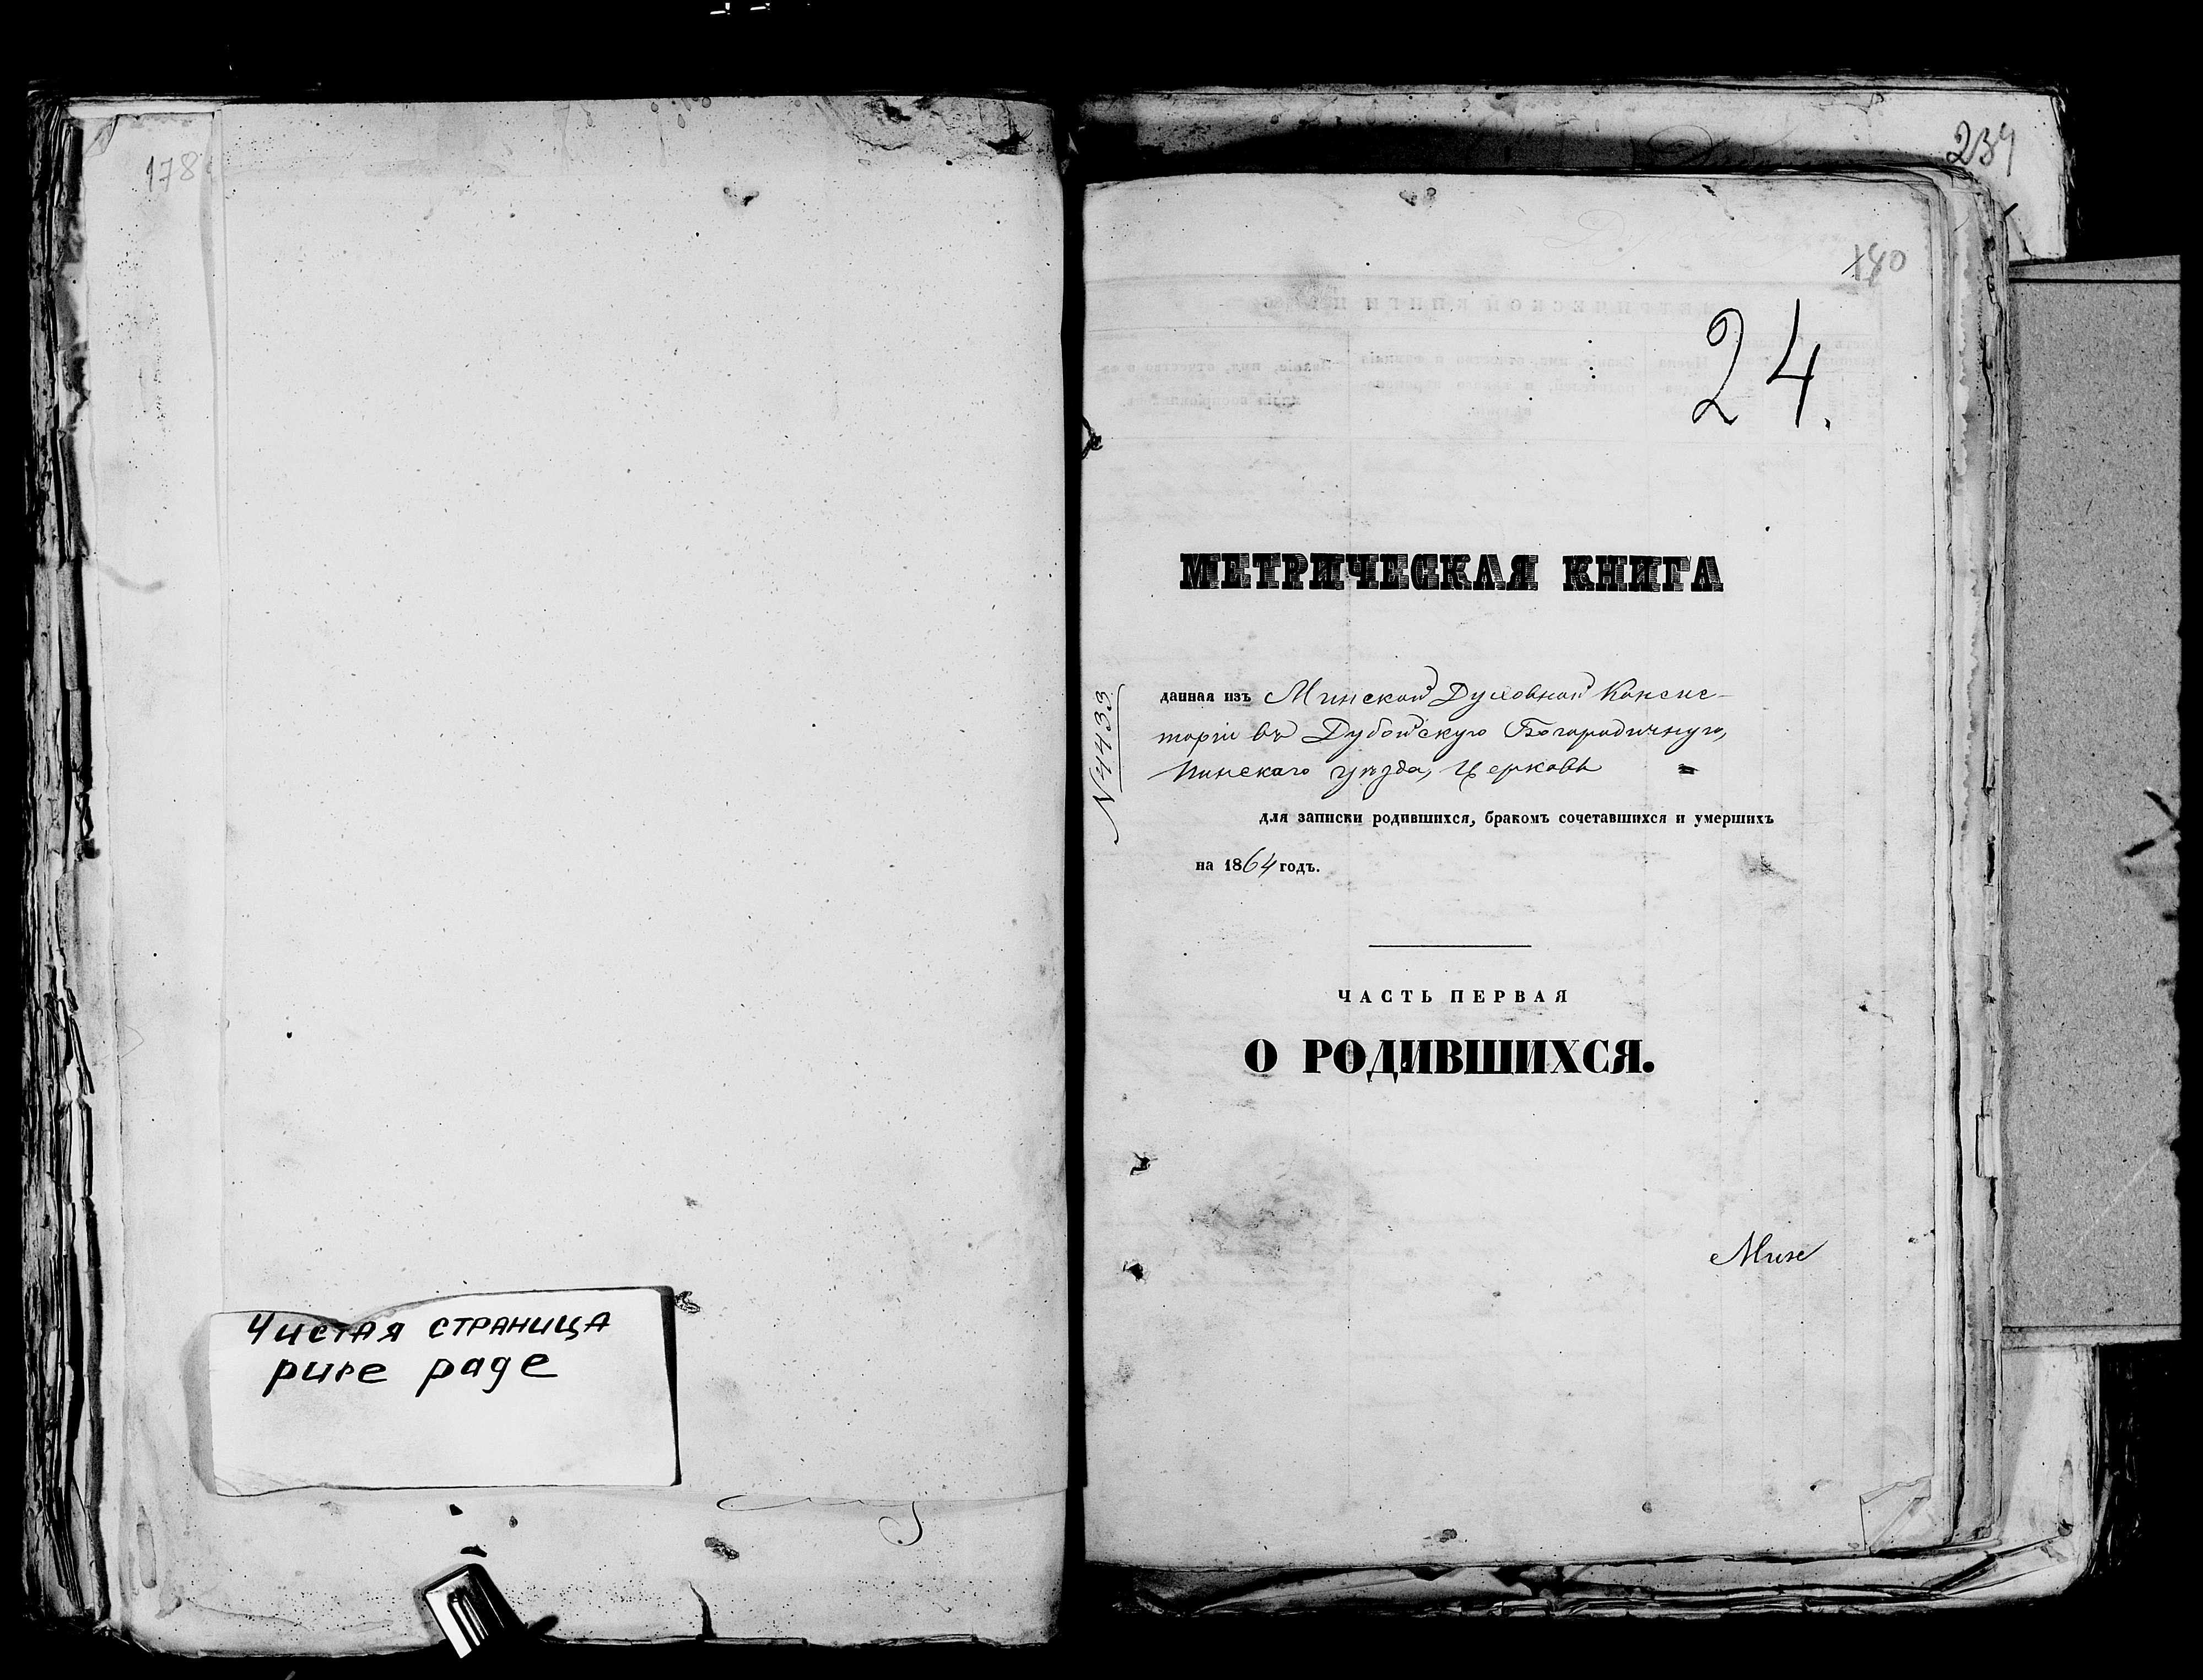 178
Чистая страница
pure page
239
180
24.
МЕТРИЧЕСКАЯ КНИГА
№ 4433
данная изъ Минской Духовной Консис-
торіи въ Дубойскую Богородичную,
Пинскаго уѣзда, Церковь
для записки родившихся, бракомъ сочетавшихся и умершихъ
на 1864 годъ.
ЧАСТЬ ПЕРВАЯ
О РОДИВШИХСЯ.